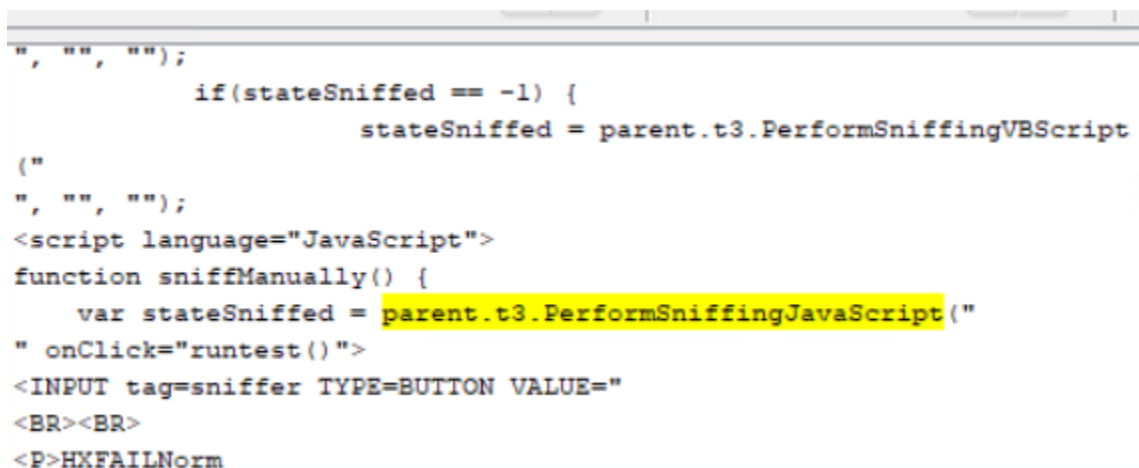 ", "", "");
if(stateSniffed == -1) {
stateSniffed = parent.t3.PerformSniffingVBScript
("
", "", "");
<script language="JavaScript">
function sniffManually() {
var stateSniffed = parent.t3.PerformSniffingJavaScript("
" onClick="runtest()">
<INPUT tag=sniffer TYPE=BUTTON VALUE="
<BR><BR>
<P>HXFAILNorm